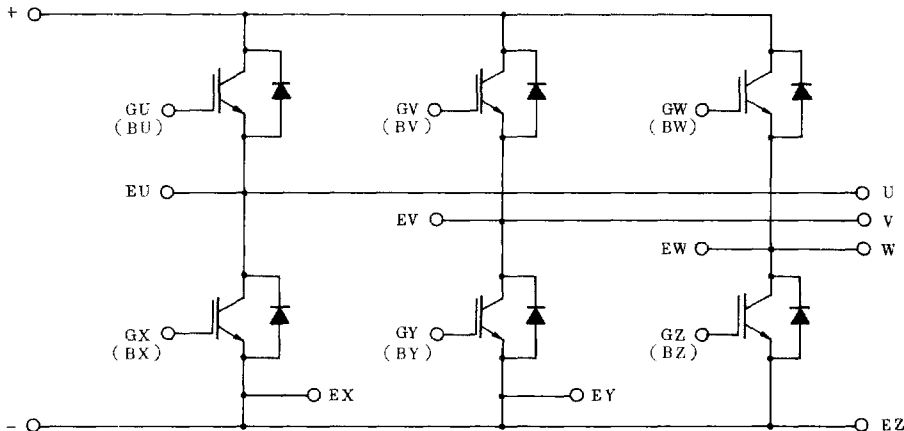 +
GU
(BU)
GV
(BV)
GW
(BW)
EU
U
EV
V
EW
W
GX
(BX)
GY
(BY)
GZ
(BZ)
EX
EY
-
EZ